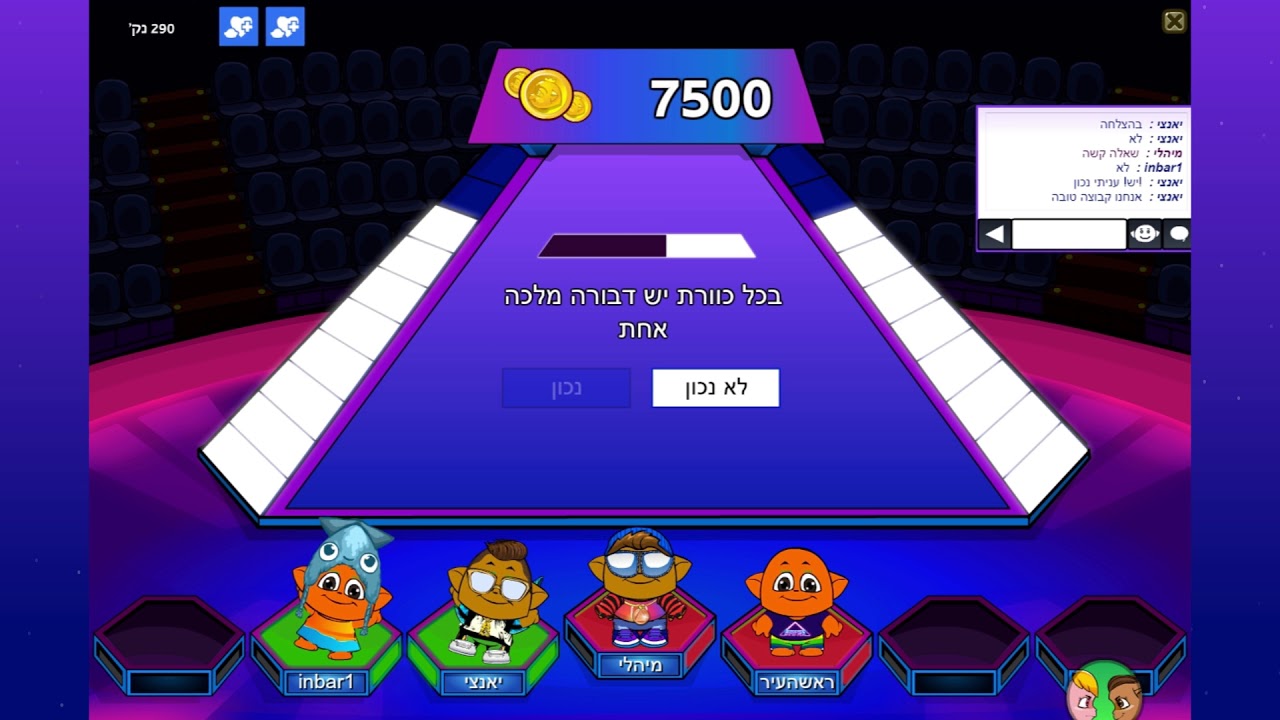 290 נק'
7500
יאנצי : בהצלחה
יאנצי : לא
מיהלי : שאלה קשה
inbar1 : לא
יאנצי : יש! עניתי נכון!
יאנצי : אנחנו קבוצה טובה
בכל כוורת יש דבורה מלכה
אחת
לא נכון
נכון
inbar1
יאנצי
מיהלי
ראשהעיר